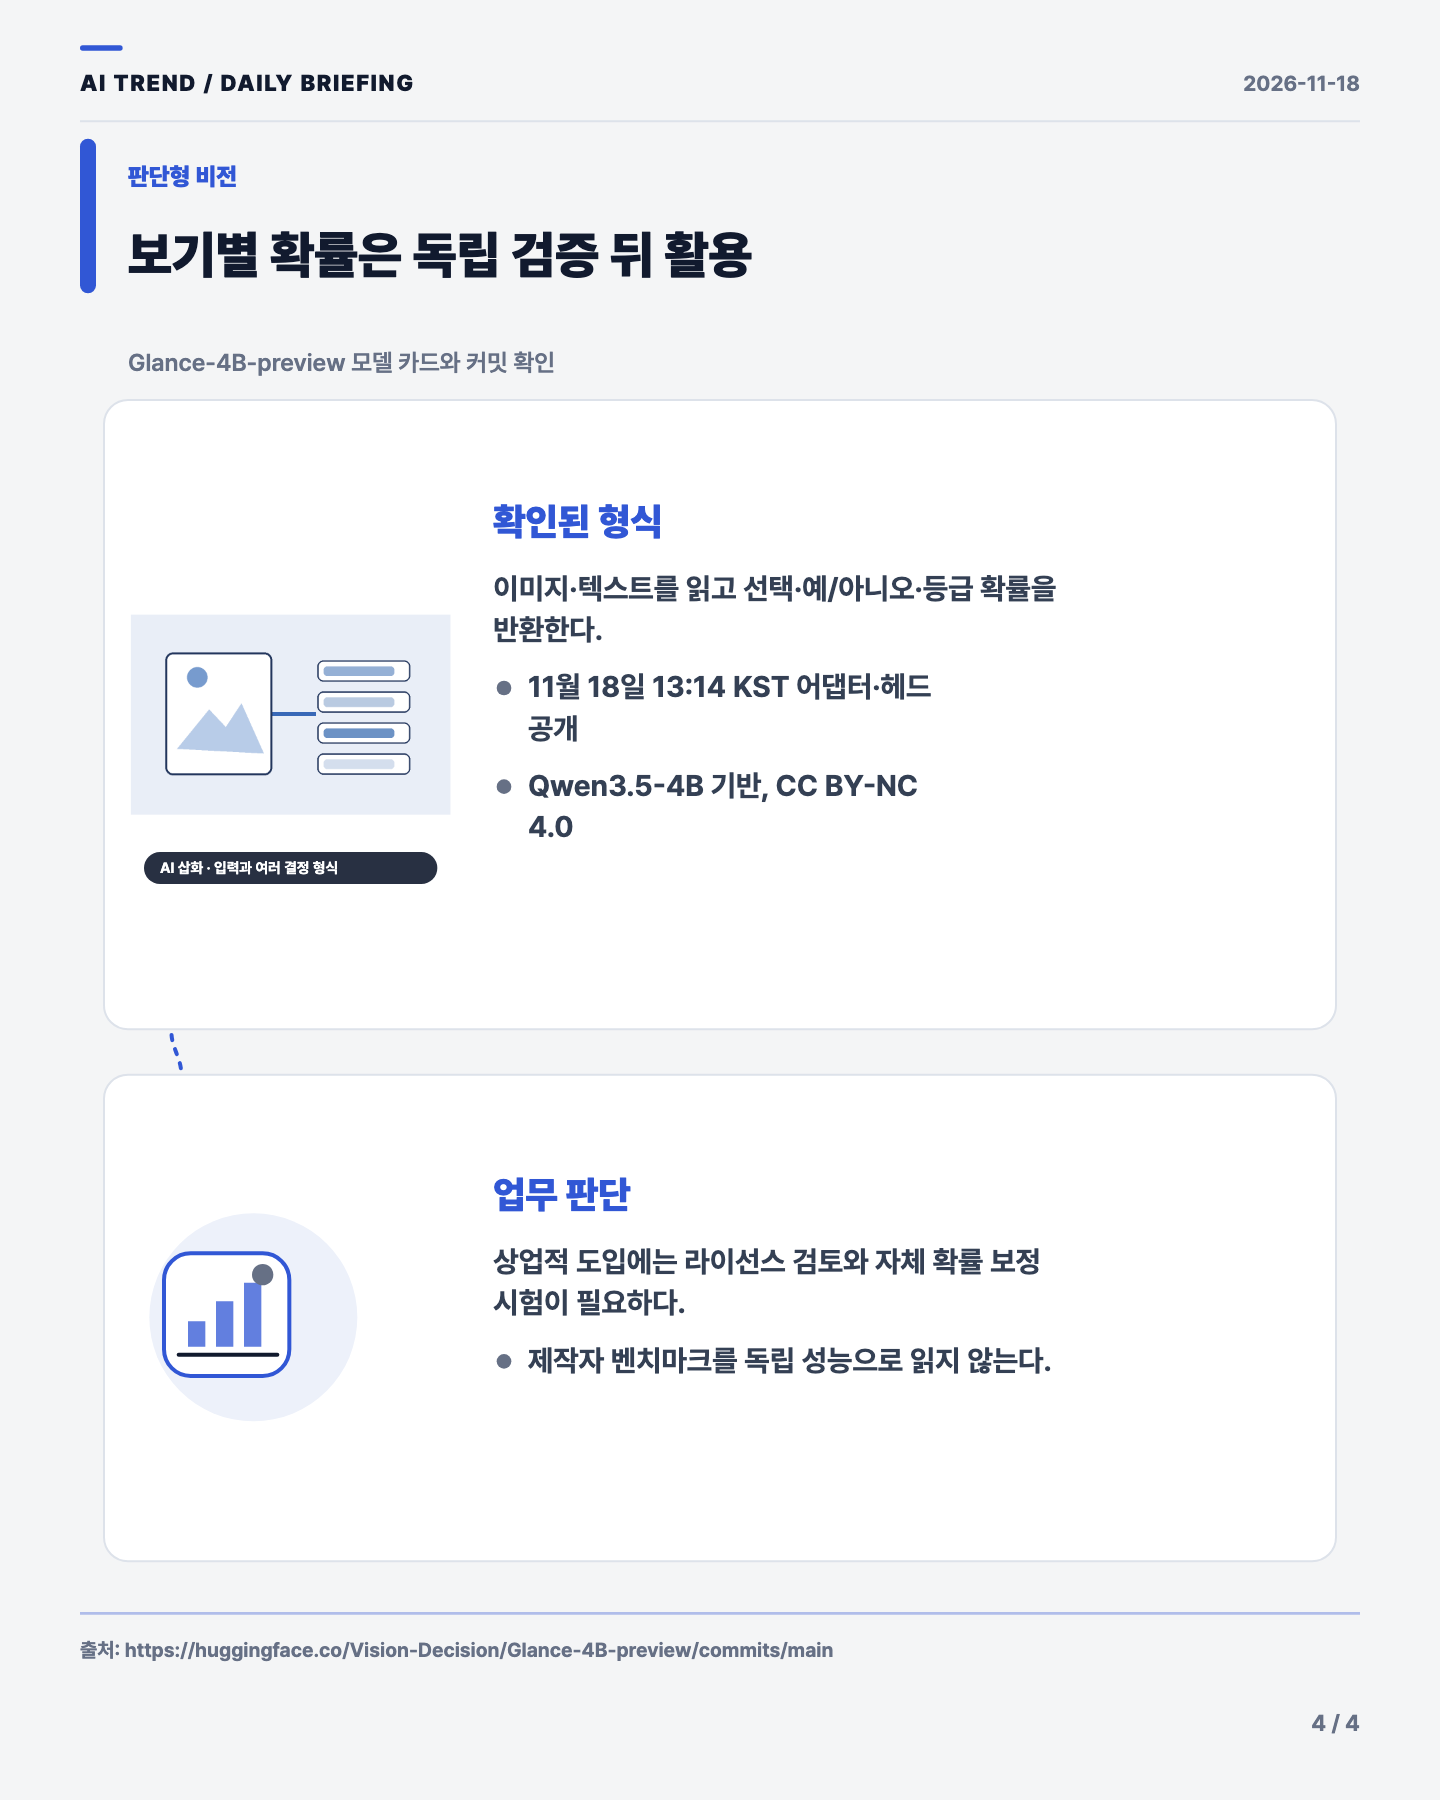 AI TREND / DAILY BRIEFING
2026-11-18
판단형 비전
보기별 확률은 독립 검증 뒤 활용
Glance-4B-preview 모델 카드와 커밋 확인
확인된 형식
이미지·텍스트를 읽고 선택·예/아니오·등급 확률을
반환한다.
11월 18일 13:14 KST 어댑터·헤드
공개
Qwen3.5-4B 기반, CC BY-NC
4.0
AI 삽화 · 입력과 여러 결정 형식
업무 판단
상업적 도입에는 라이선스 검토와 자체 확률 보정
시험이 필요하다.
제작자 벤치마크를 독립 성능으로 읽지 않는다.
출처: https://huggingface.co/Vision-Decision/Glance-4B-preview/commits/main
4 / 4